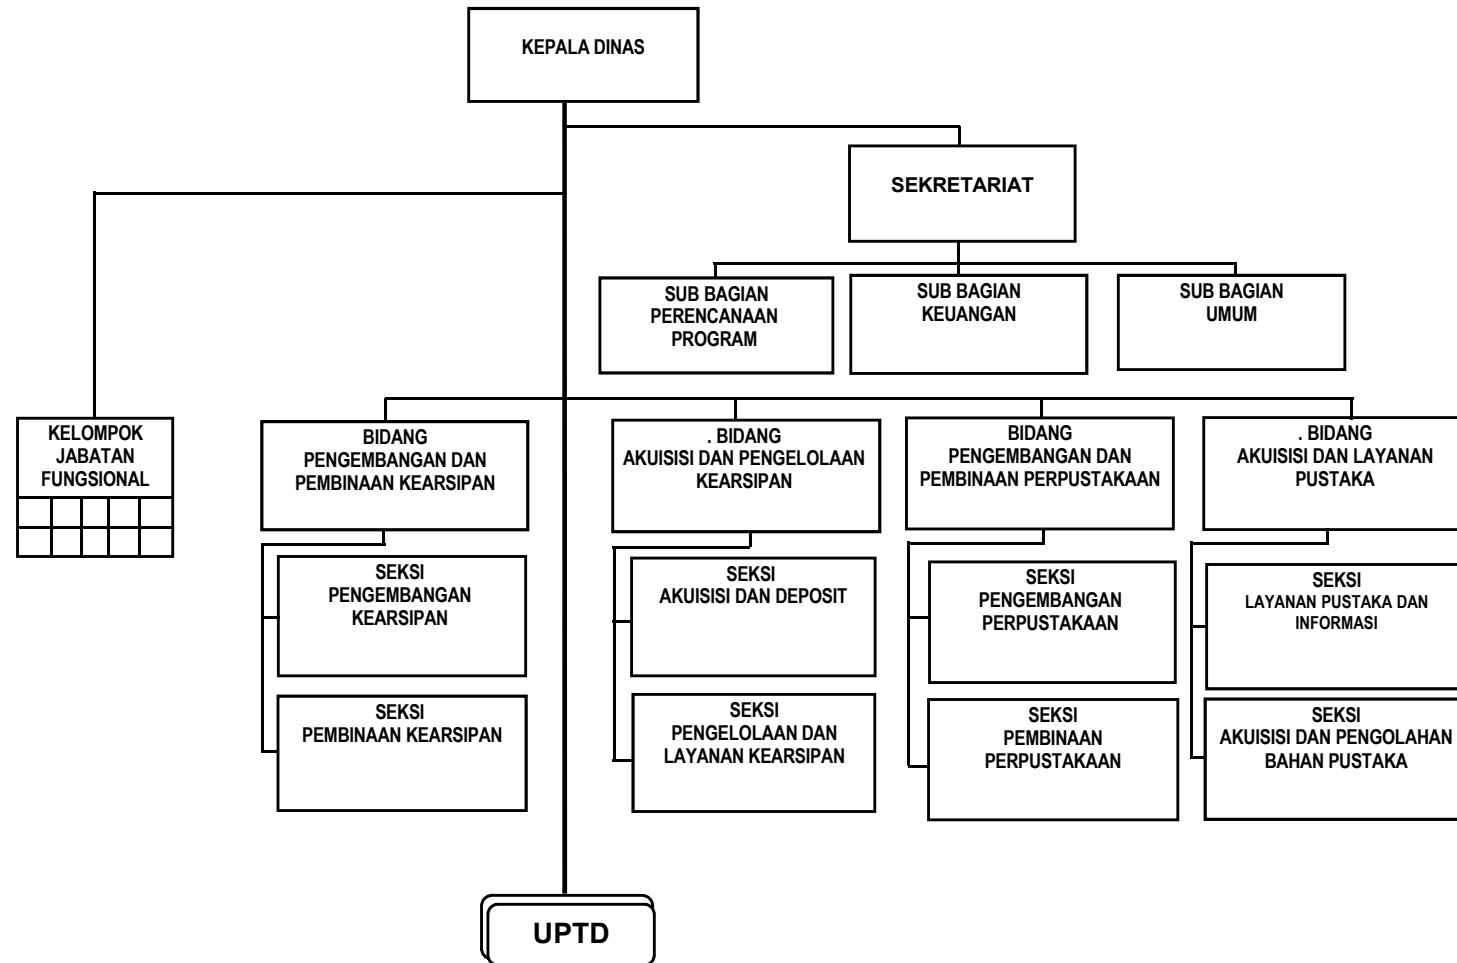 KEPALA DINAS
SEKRETARIAT
SUB BAGIAN
PERENCANAAN
PROGRAM
SUB BAGIAN
KEUANGAN
SUB BAGIAN
UMUM
KELOMPOK
JABATAN
FUNGSIONAL
BIDANG
PENGEMBANGAN DAN
PEMBINAAN KEARSIPAN
. BIDANG
AKUISISI DAN PENGELOLAAN
KEARSIPAN
BIDANG
PENGEMBANGAN DAN
PEMBINAAN PERPUSTAKAAN
. BIDANG
AKUISISI DAN LAYANAN
PUSTAKA
SEKSI
PENGEMBANGAN
KEARSIPAN
SEKSI
AKUISISI DAN DEPOSIT
SEKSI
PENGEMBANGAN
PERPUSTAKAAN
SEKSI
LAYANAN PUSTAKA DAN
INFORMASI
SEKSI
PEMBINAAN KEARSIPAN
SEKSI
PENGELOLAAN DAN
LAYANAN KEARSIPAN
SEKSI
PEMBINAAN
PERPUSTAKAAN
SEKSI
AKUISISI DAN PENGOLAHAN
BAHAN PUSTAKA
UPTD